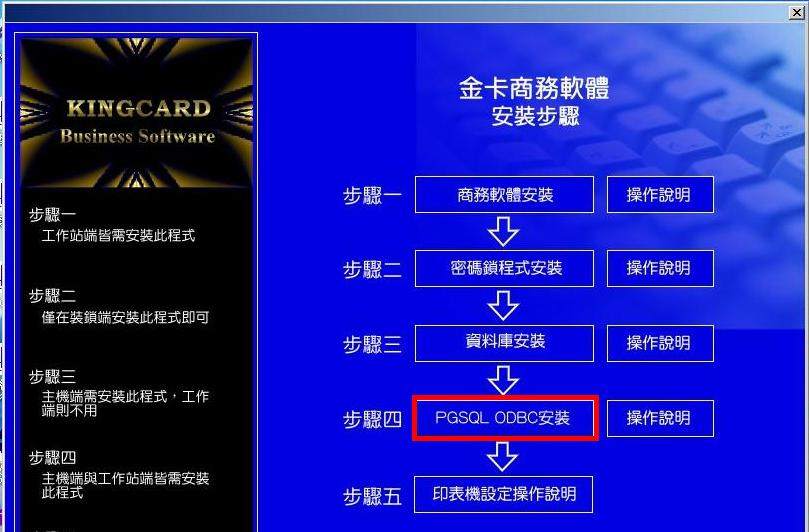 KINGCARD
Business Software
步驟一
工作站端皆需安裝此程式
步驟二
僅在裝鎖端安裝此程式即可
步驟三
主機端需安裝此程式，工作
端則不用
步驟四
主機端與工作站端皆需安裝
此程式
金卡商務軟體
安裝步驟
步驟一 商務軟體安裝 操作說明
步驟二 密碼鎖程式安裝 操作說明
步驟三 資料庫安裝 操作說明
步驟四 PGSQL ODBC安裝 操作說明
步驟五 印表機設定操作說明